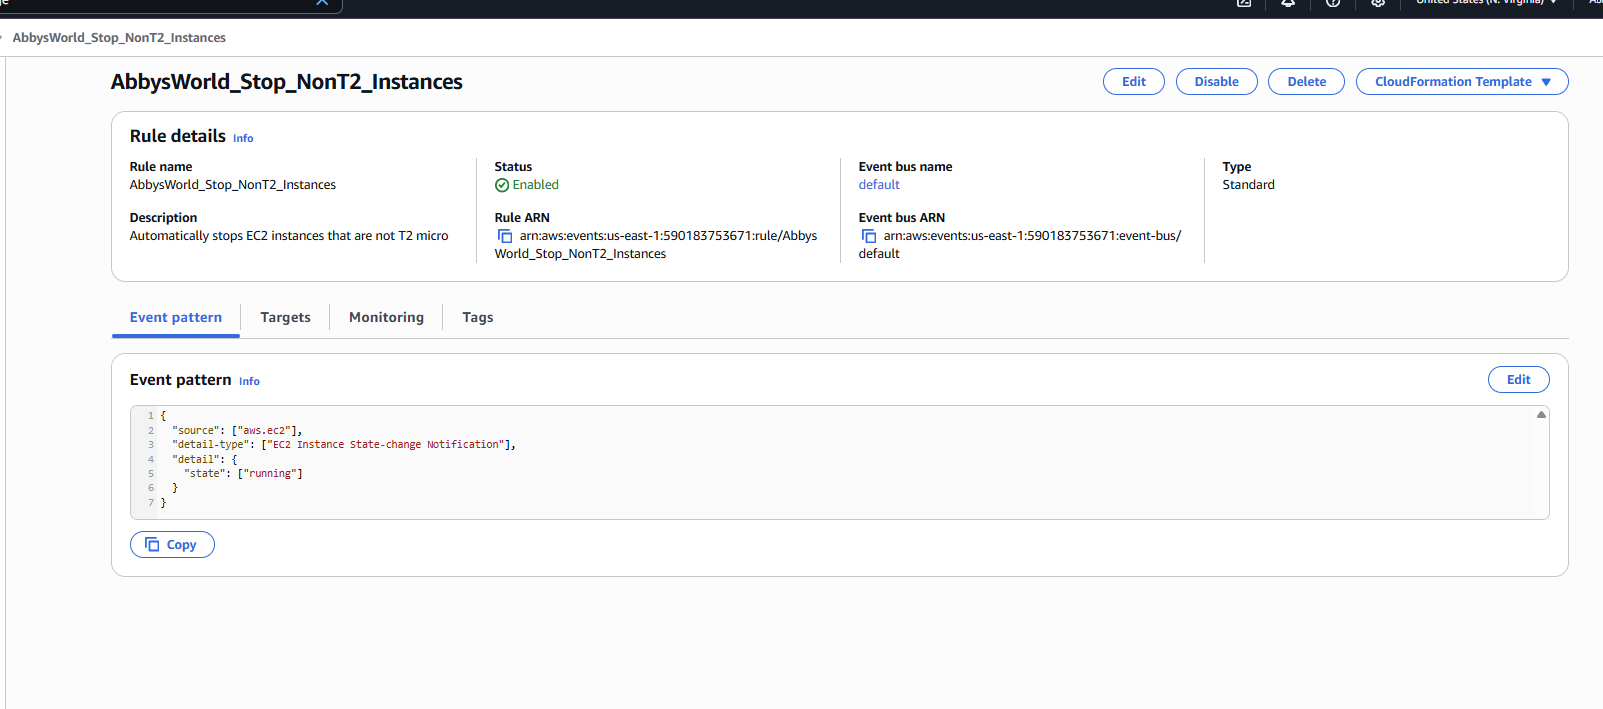 AbbysWorld_Stop_NonT2_Instances
AbbysWorld_Stop_NonT2_Instances
Edit
Disable
Delete
CloudFormation Template
Rule details Info
Rule name
AbbysWorld_Stop_NonT2_Instances
Description
Automatically stops EC2 instances that are not T2 micro
Status
Enabled
Rule ARN
arn:aws:events:us-east-1:590183753671:rule/Abbys
World_Stop_NonT2_Instances
Event bus name
default
Event bus ARN
arn:aws:events:us-east-1:590183753671:event-bus/
default
Type
Standard
Event pattern
Targets
Monitoring
Tags
Event pattern Info
Edit
1 {
2 "source": ["aws.ec2"],
3 "detail-type": ["EC2 Instance State-change Notification"],
4 "detail": {
5 "state": ["running"]
6 }
7 }
Copy